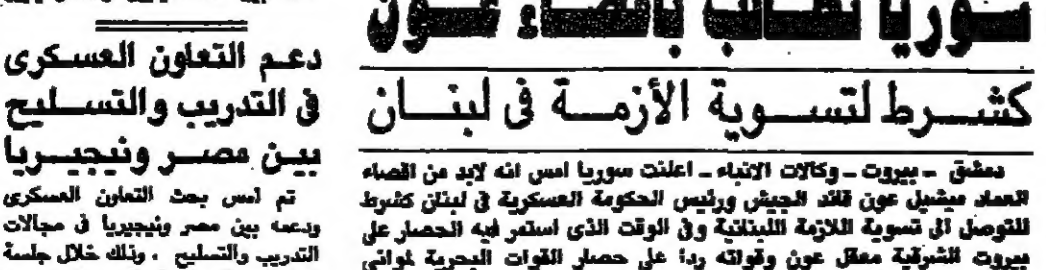 سوريا تطالب بإقصاء عون
كشرط لتسوية الأزمة فى لبنان
دمشق ـ بيروت ـ وكالات الانباء ـ اعلنت سوريا امس انه لابد من اقصاء
العماد ميشيل عون قائد الجيش ورئيس الحكومة العسكرية فى لبنان كشرط
للتوصل الى تسوية للازمة اللبنانية وفى الوقت الذى استمر فيه الحصار على
بيروت الشرقية معقل عون وقواته ردا على حصار القوات البحرية لموانى
دعم التعاون العسكرى
فى التدريب والتسليح
بين مصر ونيجيريا
تم امس بحث التعاون العسكرى
ودعمه بين مصر ونيجيريا فى مجالات
التدريب والتسليح ، وذلك خلال جلسة